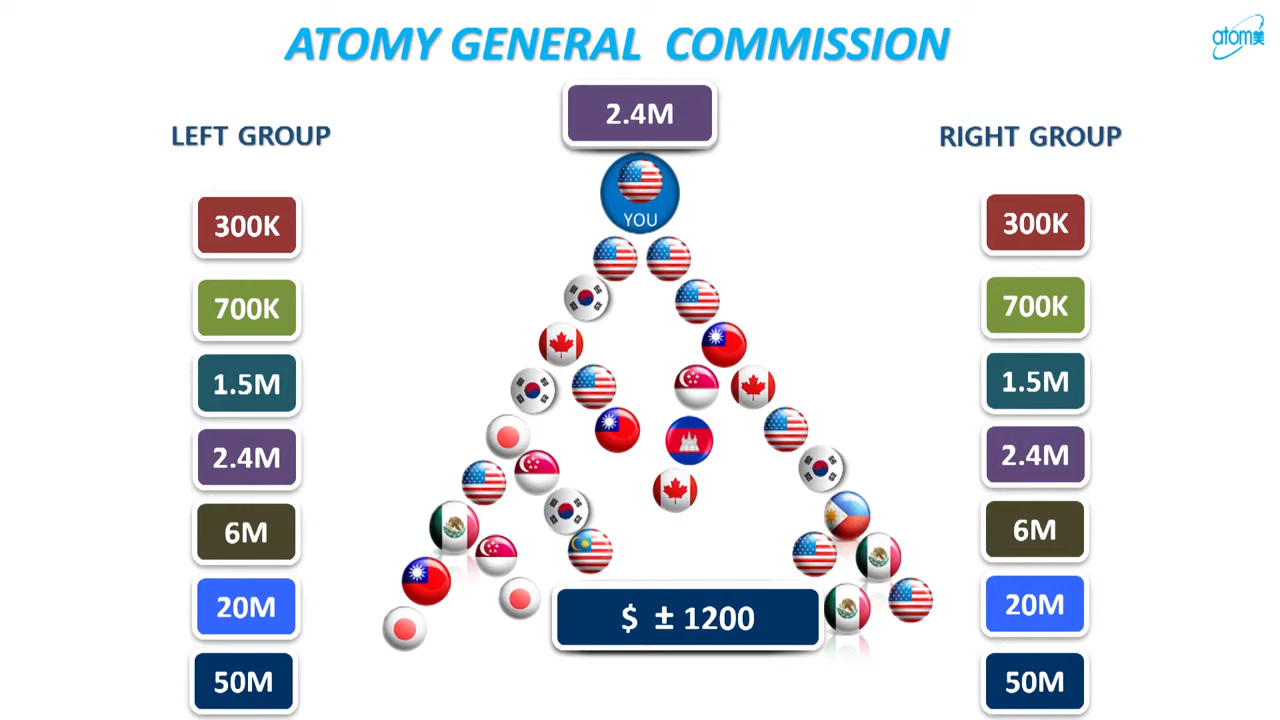 ATOMY GENERAL COMMISSION
atom美
2.4M
LEFT GROUP
RIGHT GROUP
YOU
300K
300K
700K
700K
1.5M
1.5M
2.4M
2.4M
6M
6M
20M
20M
$ ± 1200
50M
50M